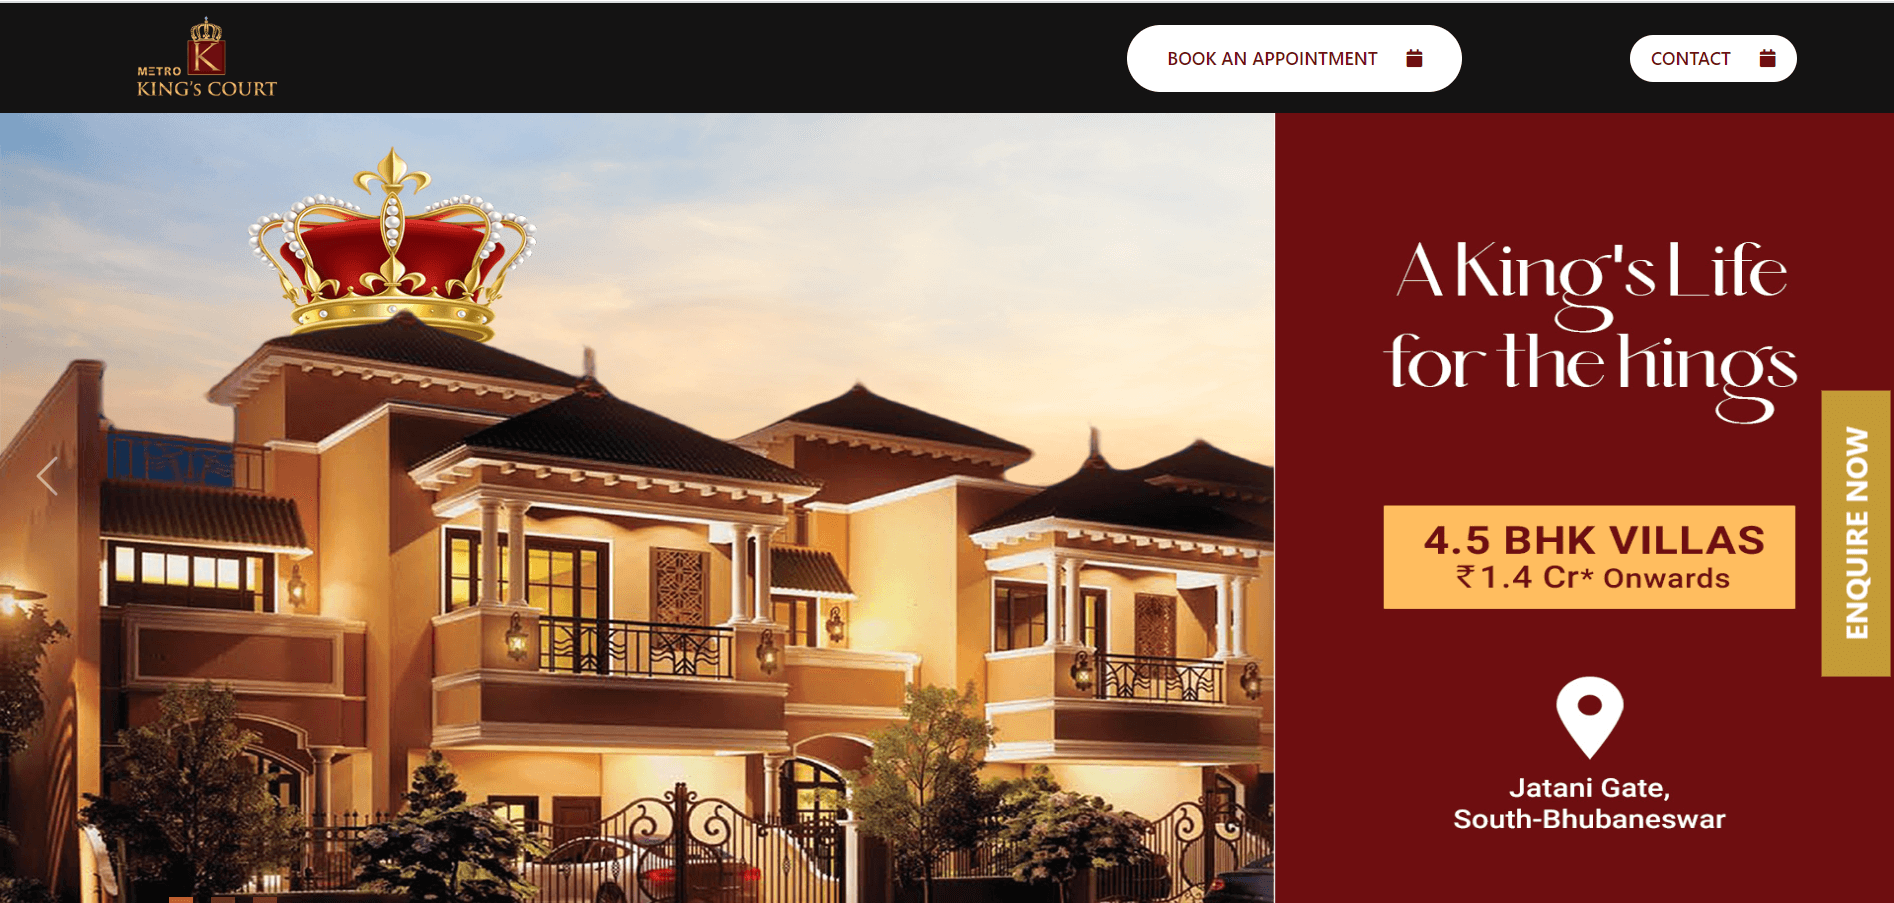 K
METRO
KING'S COURT
BOOK AN APPOINTMENT
CONTACT
A King's Life
for the kings
4.5 BHK VILLAS
₹ 1.4 Cr* Onwards
ENQUIRE NOW
Jatani Gate,
South-Bhubaneswar